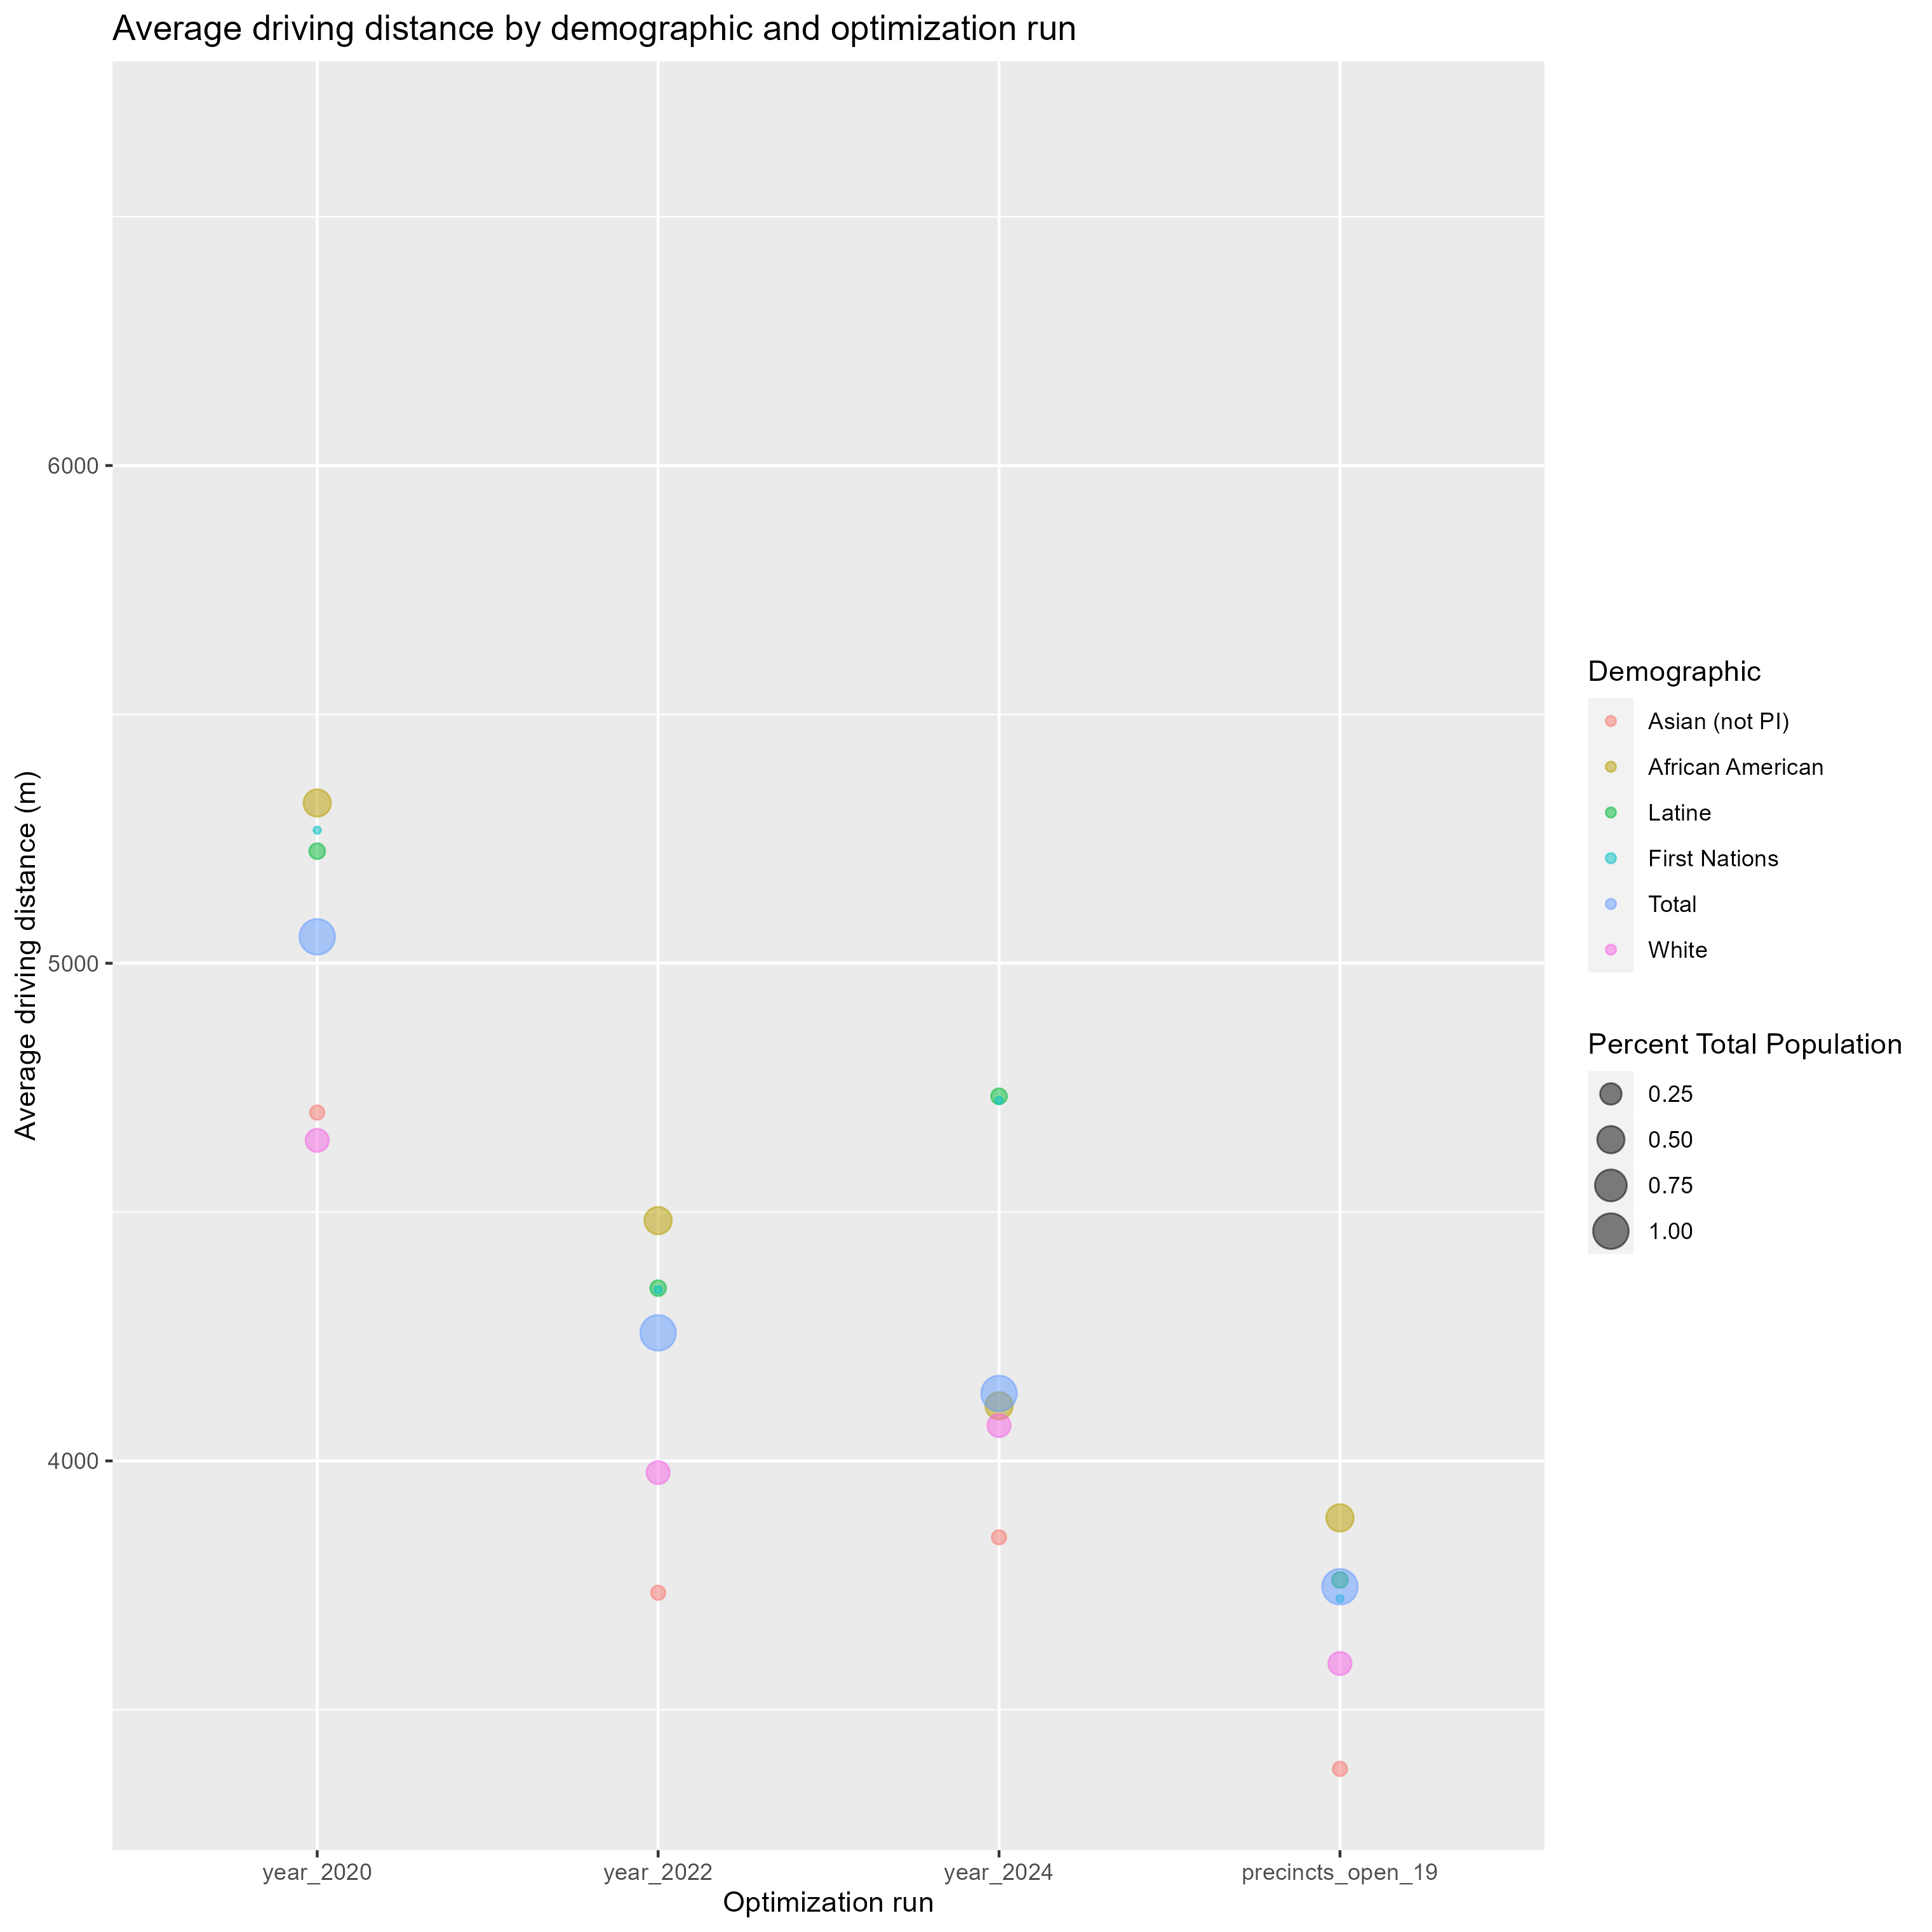 Average driving distance by demographic and optimization run
Average driving distance (m)
6000
5000
4000
year_2020
year_2022
year_2024
precincts_open_19
Optimization run
Demographic
Asian (not PI)
African American
Latine
First Nations
Total
White
Percent Total Population
0.25
0.50
0.75
1.00